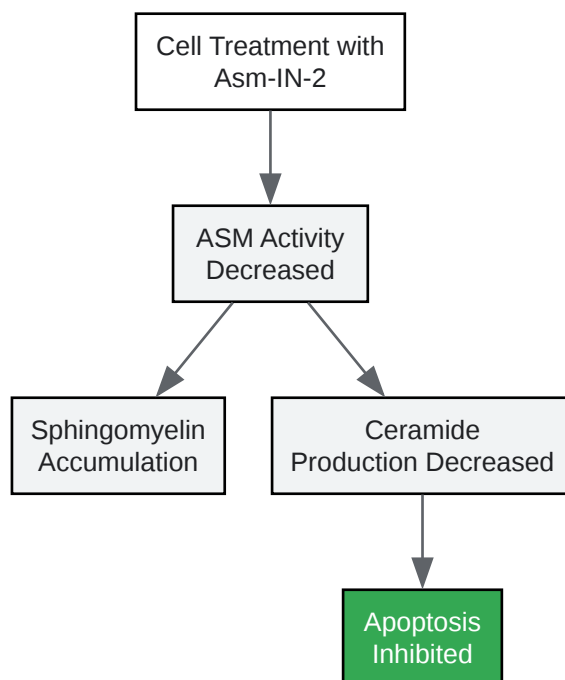 Cell Treatment with
Asm-IN-2
ASM Activity
Decreased
Sphingomyelin
Accumulation
Ceramide
Production Decreased
Apoptosis
Inhibited